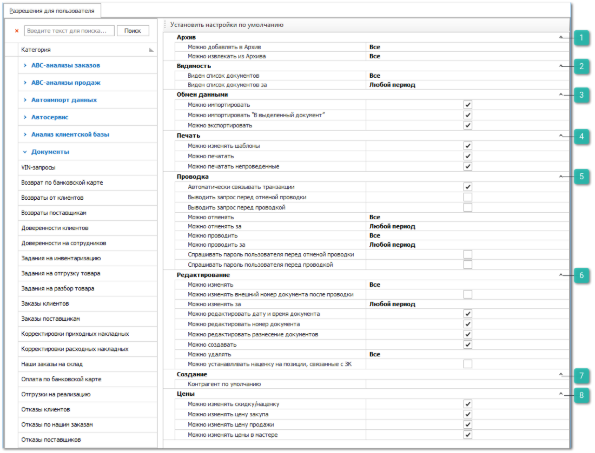 Разрешения для пользователя
Введите текст для поиска...
Поиск
Категория
АВС-анализы заказов
АВС-анализы продаж
Автоимпорт данных
Автосервис
Анализ клиентской базы
Документы
VIN-запросы
Возврат по банковской карте
Возвраты от клиентов
Возвраты поставщикам
Доверенности клиентов
Доверенности на сотрудников
Задания на инвентаризацию
Задания на отгрузку товара
Задания на разбор товара
Заказы клиентов
Заказы поставщикам
Корректировки приходных накладных
Корректировки расходных накладных
Наши заказы на склад
Оплата по банковской карте
Отгрузки на реализацию
Отказы клиентов
Отказы по нашим заказам
Отказы поставщиков
Установить настройки по умолчанию
Архив 1
Можно добавлять в Архив Все
Можно извлекать из Архива Все
Видимость 2
Виден список документов Все
Виден список документов за Любой период
Обмен данными 3
Можно импортировать
Можно импортировать "В выделенный документ"
Можно экспортировать
Печать 4
Можно изменять шаблоны
Можно печатать
Можно печатать непроведенные
Проводка 5
Автоматически связывать транзакции
Выводить запрос перед отменой проводки
Выводить запрос перед проводкой
Можно отменять Все
Можно отменять за Любой период
Можно проводить Все
Можно проводить за Любой период
Спрашивать пароль пользователя перед отменой проводки
Спрашивать пароль пользователя перед проводкой
Редактирование 6
Можно изменять Все
Можно изменять внешний номер документа после проводки
Можно изменять за Любой период
Можно редактировать дату и время документа
Можно редактировать номер документа
Можно редактировать разнесение документов
Можно создавать
Можно удалять Все
Можно устанавливать наценку на позиции, связанные с ЗК
Создание 7
Контрагент по умолчанию
Цены 8
Можно изменять скидку/наценку
Можно изменять цену закупа
Можно изменять цену продажи
Можно изменять цены в мастере